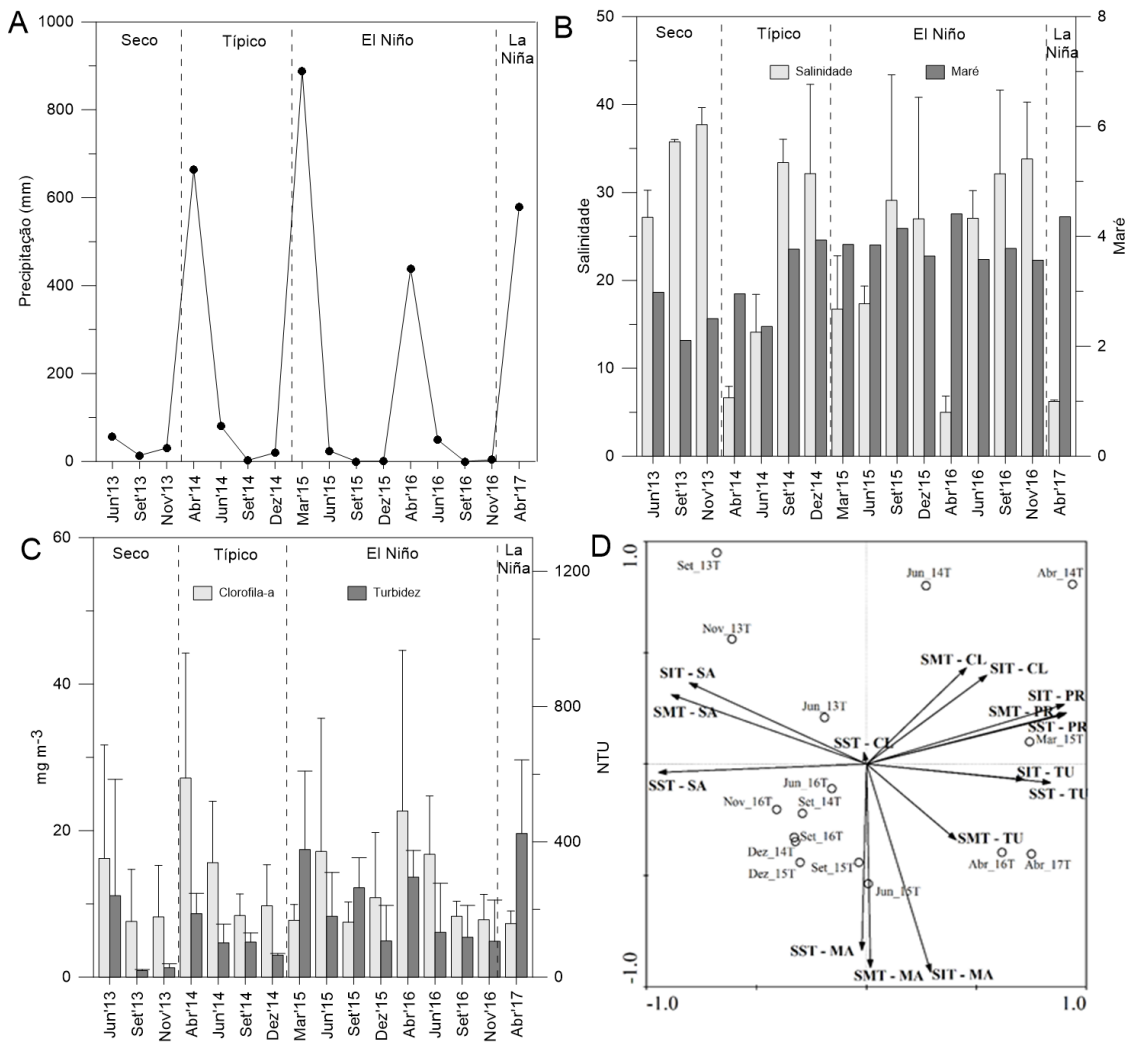 A
Seco
Típico
El Niño
La
Niña
1000
800
600
400
200
0
Precipitação (mm)
Jun'13
Set'13
Nov'13
Abr'14
Jun'14
Set'14
Dez'14
Mar'15
Jun'15
Set'15
Dez'15
Abr'16
Jun'16
Set'16
Nov'16
Abr'17
B
Seco
Típico
El Niño
La
Niña
Salinidade
Maré
50
40
30
20
10
0
Salinidade
8
6
4
2
0
Maré
Jun'13
Set'13
Nov'13
Abr'14
Jun'14
Set'14
Dez'14
Mar'15
Jun'15
Set'15
Dez'15
Abr'16
Jun'16
Set'16
Nov'16
Abr'17
C
Seco
Típico
El Niño
La
Niña
Clorofila-a
Turbidez
60
40
20
0
mg m-3
1200
800
400
0
NTU
Jun'13
Set'13
Nov'13
Abr'14
Jun'14
Set'14
Dez'14
Mar'15
Jun'15
Set'15
Dez'15
Abr'16
Jun'16
Set'16
Nov'16
Abr'17
D
1.0
Set_13T
Jun_14T
Abr_14T
Nov_13T
SMT - CL
SIT - CL
SIT - SA
SMT - SA
SIT - PR
SMT - PR
SST - PR
Jun_13T
Mar_15T
SST - CL
SST - SA
SIT - TU
SST - TU
Jun_16T
Nov_16T
Set_14T
Set_16T
SMT - TU
Dez_14T
Dez_15T
Set_15T
Abr_16T
Abr_17T
Jun_15T
SST - MA
SMT - MA
SIT - MA
-1.0
-1.0
1.0